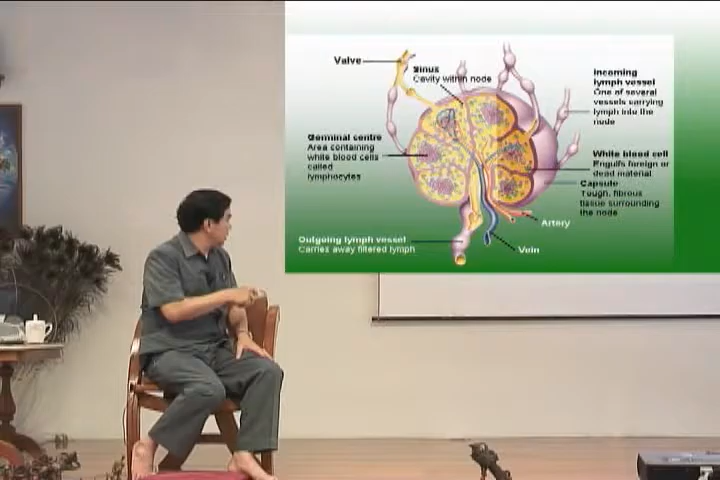 Valve
Sinus
Cavity within node
Incoming
lymph vessel
One of several
vessels carrying
lymph into the
node
Germinal centre
Area containing
white blood cells
called
lymphocytes
White blood cell
Engulfs foreign or
dead material
Capsule
Tough, fibrous
tissue surrounding
the node
Artery
Outgoing lymph vessel
Carries away filtered lymph
Vein